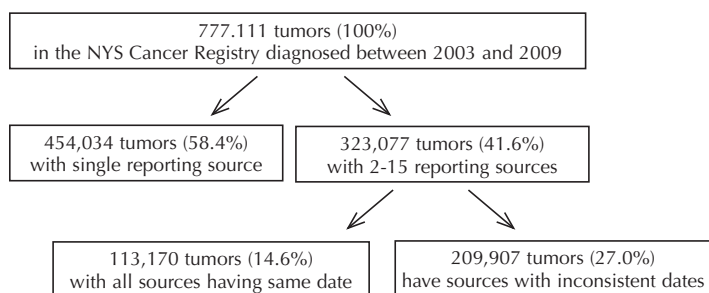 777.111 tumors (100%)
in the NYS Cancer Registry diagnosed between 2003 and 2009
454,034 tumors (58.4%)
with single reporting source
323,077 tumors (41.6%)
with 2-15 reporting sources
113,170 tumors (14.6%)
with all sources having same date
209,907 tumors (27.0%)
have sources with inconsistent dates